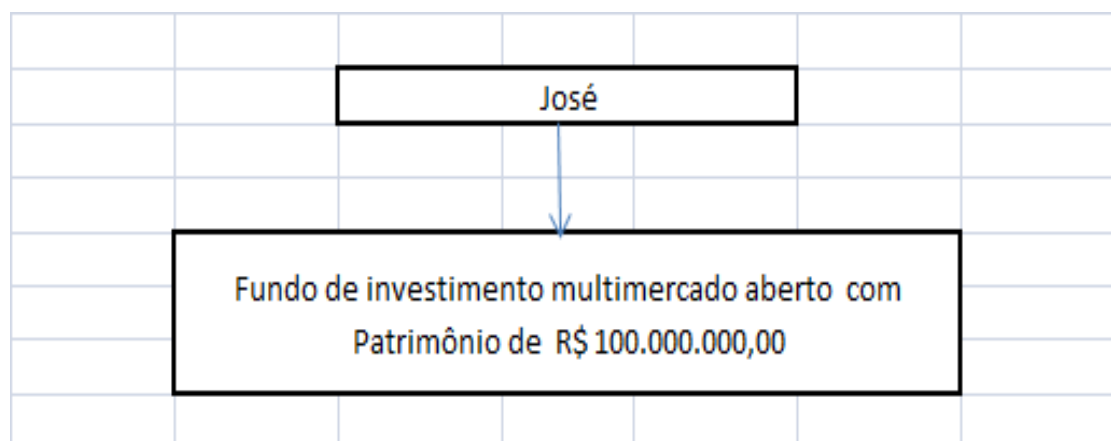 José
Fundo de investimento multimercado aberto com
Patrimônio de R$ 100.000.000,00